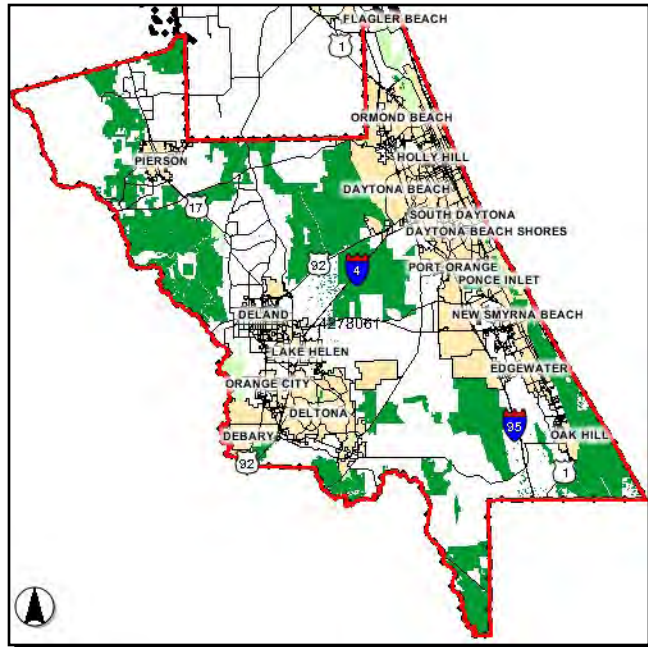 FLAGLER BEACH
1
ORMOND BEACH
HOLLY HILL
PIERSON
DAYTONA BEACH
17
SOUTH DAYTONA
DAYTONA BEACH SHORES
92
4
PORT ORANGE
PONCE INLET
DELAND
4278061
NEW SMYRNA BEACH
LAKE HELEN
EDGEWATER
ORANGE CITY
DELTONA
95
DEBARY
OAK HILL
92
1